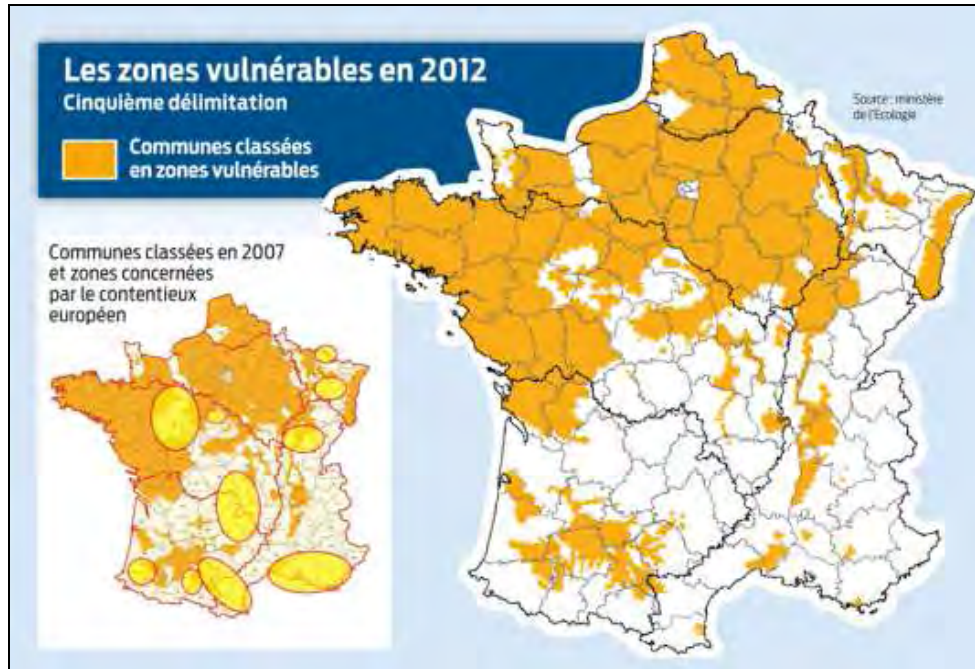 Les zones vulnérables en 2012
Cinquième délimitation
Communes classées
en zones vulnérables
Source : ministère
de l'Ecologie
Communes classées en 2007
et zones concernées
par le contentieux
européen